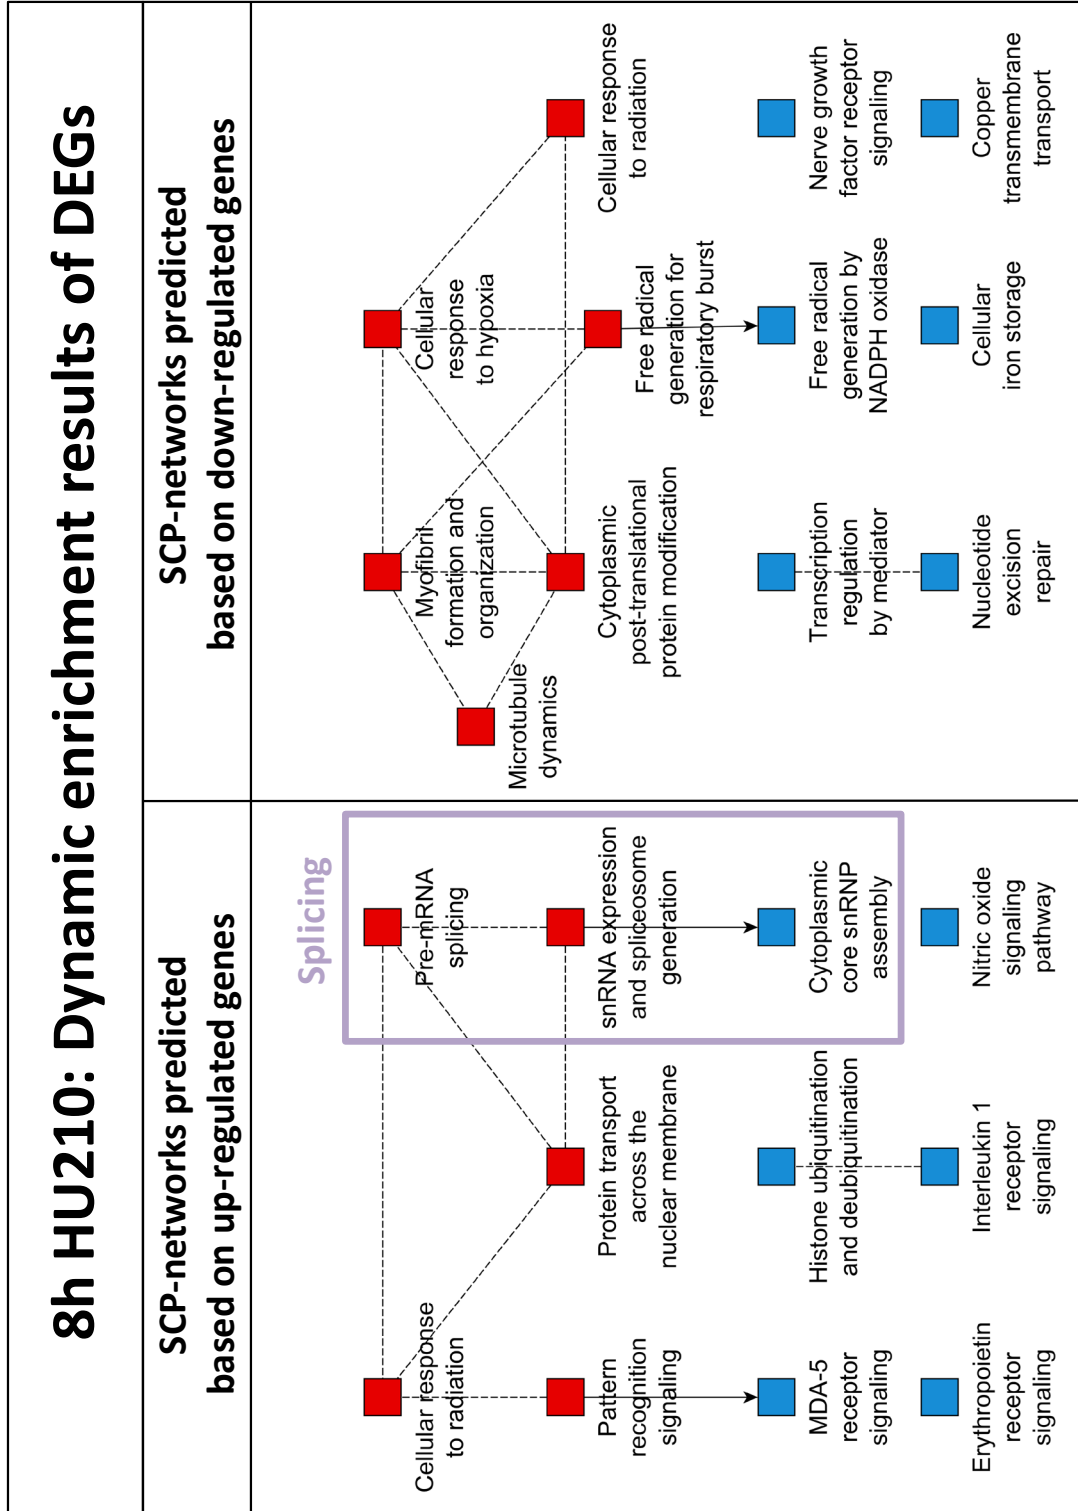 8h HU210: Dynamic enrichment results of DEGs
SCP-networks predicted
based on up-regulated genes
SCP-networks predicted
based on down-regulated genes
Splicing
Cellular response
to radiation
Pre-mRNA
splicing
Pattern
recognition
signaling
Protein transport
across the
nuclear membrane
snRNA expression
and spliceosome
generation
MDA-5
receptor
signaling
Histone ubiquitination
and deubiquitination
Cytoplasmic
core snRNP
assembly
Erythropoietin
receptor
signaling
Interleukin 1
receptor
signaling
Nitric oxide
signaling
pathway
Myofibril
formation and
organization
Cellular
response
to hypoxia
Microtubule
dynamics
Cytoplasmic
post-translational
protein modification
Free radical
generation for
respiratory burst
Cellular response
to radiation
Transcription
regulation
by mediator
Free radical
generation by
NADPH oxidase
Nerve growth
factor receptor
signaling
Nucleotide
excision
repair
Cellular
iron storage
Copper
transmembrane
transport